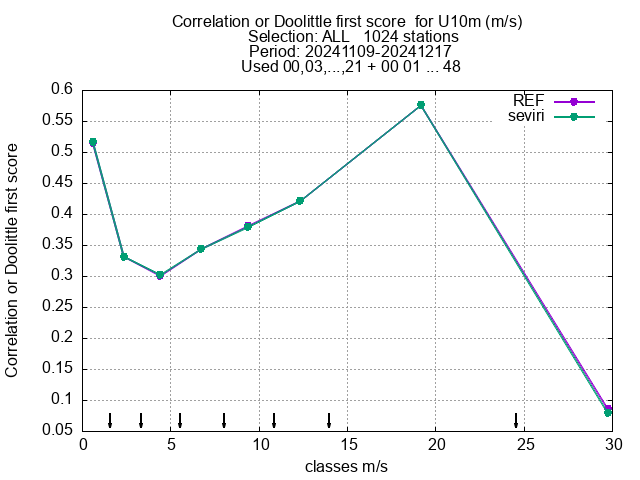 Correlation or Doolittle first score  for U10m (m/s)
Selection: ALL   1024 stations
Period: 20241109-20241217
Used 00,03,...,21 + 00 01 ... 48
REF
seviri
Correlation or Doolittle first score
0.6
0.55
0.5
0.45
0.4
0.35
0.3
0.25
0.2
0.15
0.1
0.05
0 5 10 15 20 25 30
classes m/s